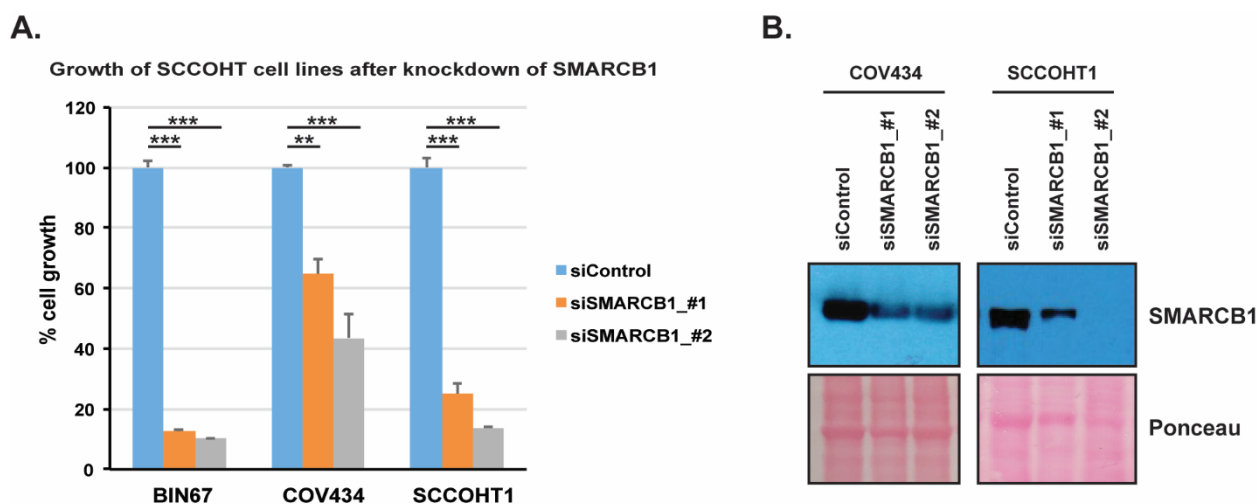 A.
Growth of SCCOHT cell lines after knockdown of SMARCB1
120
100
80
60
40
20
0
% cell growth
***
***
***
**
***
***
BIN67
COV434
SCCOHT1
siControl
siSMARCB1_#1
siSMARCB1_#2
B.
COV434
SCCOHT1
siControl
siSMARCB1_#1
siSMARCB1_#2
siControl
siSMARCB1_#1
siSMARCB1_#2
SMARCB1
Ponceau